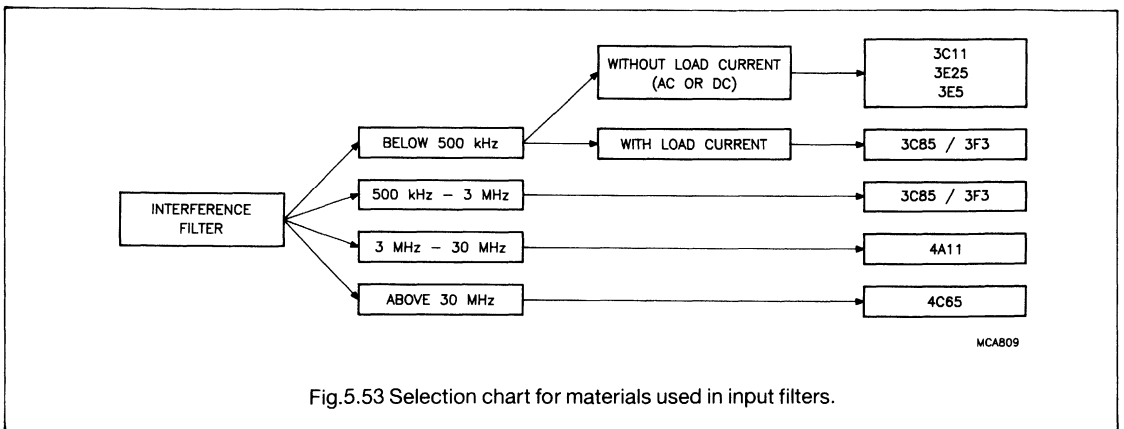 WITHOUT LOAD CURRENT
(AC OR DC)
3C11
3E25
3E5
BELOW 500 kHz
WITH LOAD CURRENT
3C85 / 3F3
INTERFERENCE
FILTER
500 kHz – 3 MHz
3C85 / 3F3
3 MHz – 30 MHz
4A11
ABOVE 30 MHz
4C65
MCA809
Fig.5.53 Selection chart for materials used in input filters.